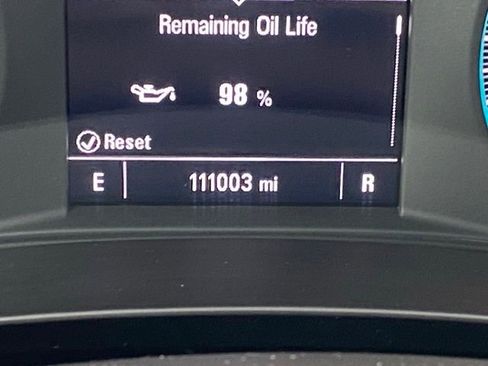 Remaining Oil Life
98 %
Reset
E 111003 mi R